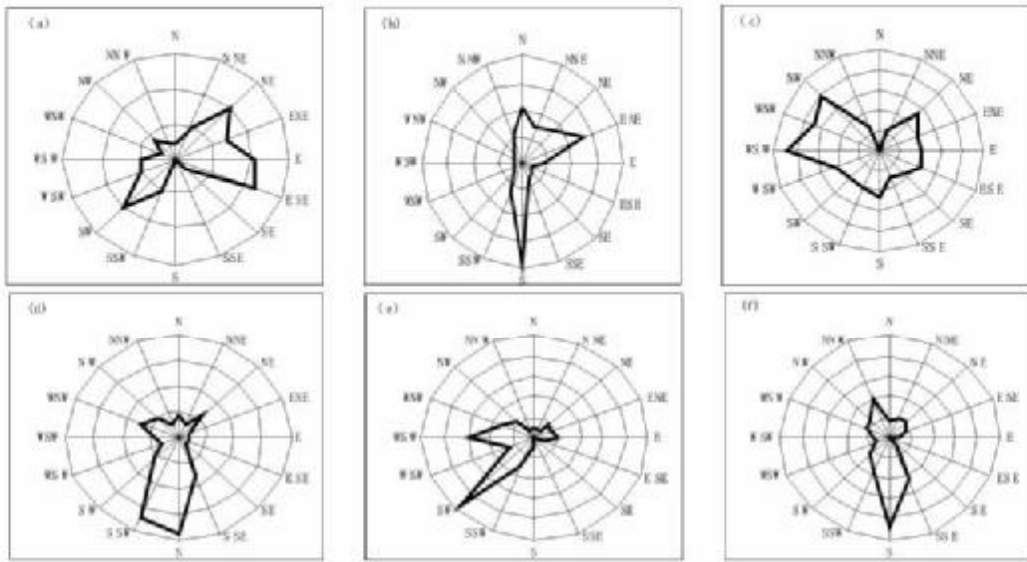 (a)
N
NNW NNE
NW NE
WNW ENE
WSW E
WSW ESE
SW SE
SSW SSE
S
(b)
N
NNW NNE
NW NE
WNW ENE
WSW E
WSW ESE
SW SE
SSW SSE
S
(c)
N
NNW NNE
NW NE
WNW ENE
WSW E
WSW ESE
SW SE
SSW SSE
S
(d)
N
NNW NNE
NW NE
WNW ENE
WSW E
WSW ESE
SW SE
SSW SSE
S
(e)
N
NNW NNE
NW NE
WNW ENE
WSW E
WSW ESE
SW SE
SSW SSE
S
(f)
N
NNW NNE
NW NE
WNW ENE
WSW E
WSW ESE
SW SE
SSW SSE
S